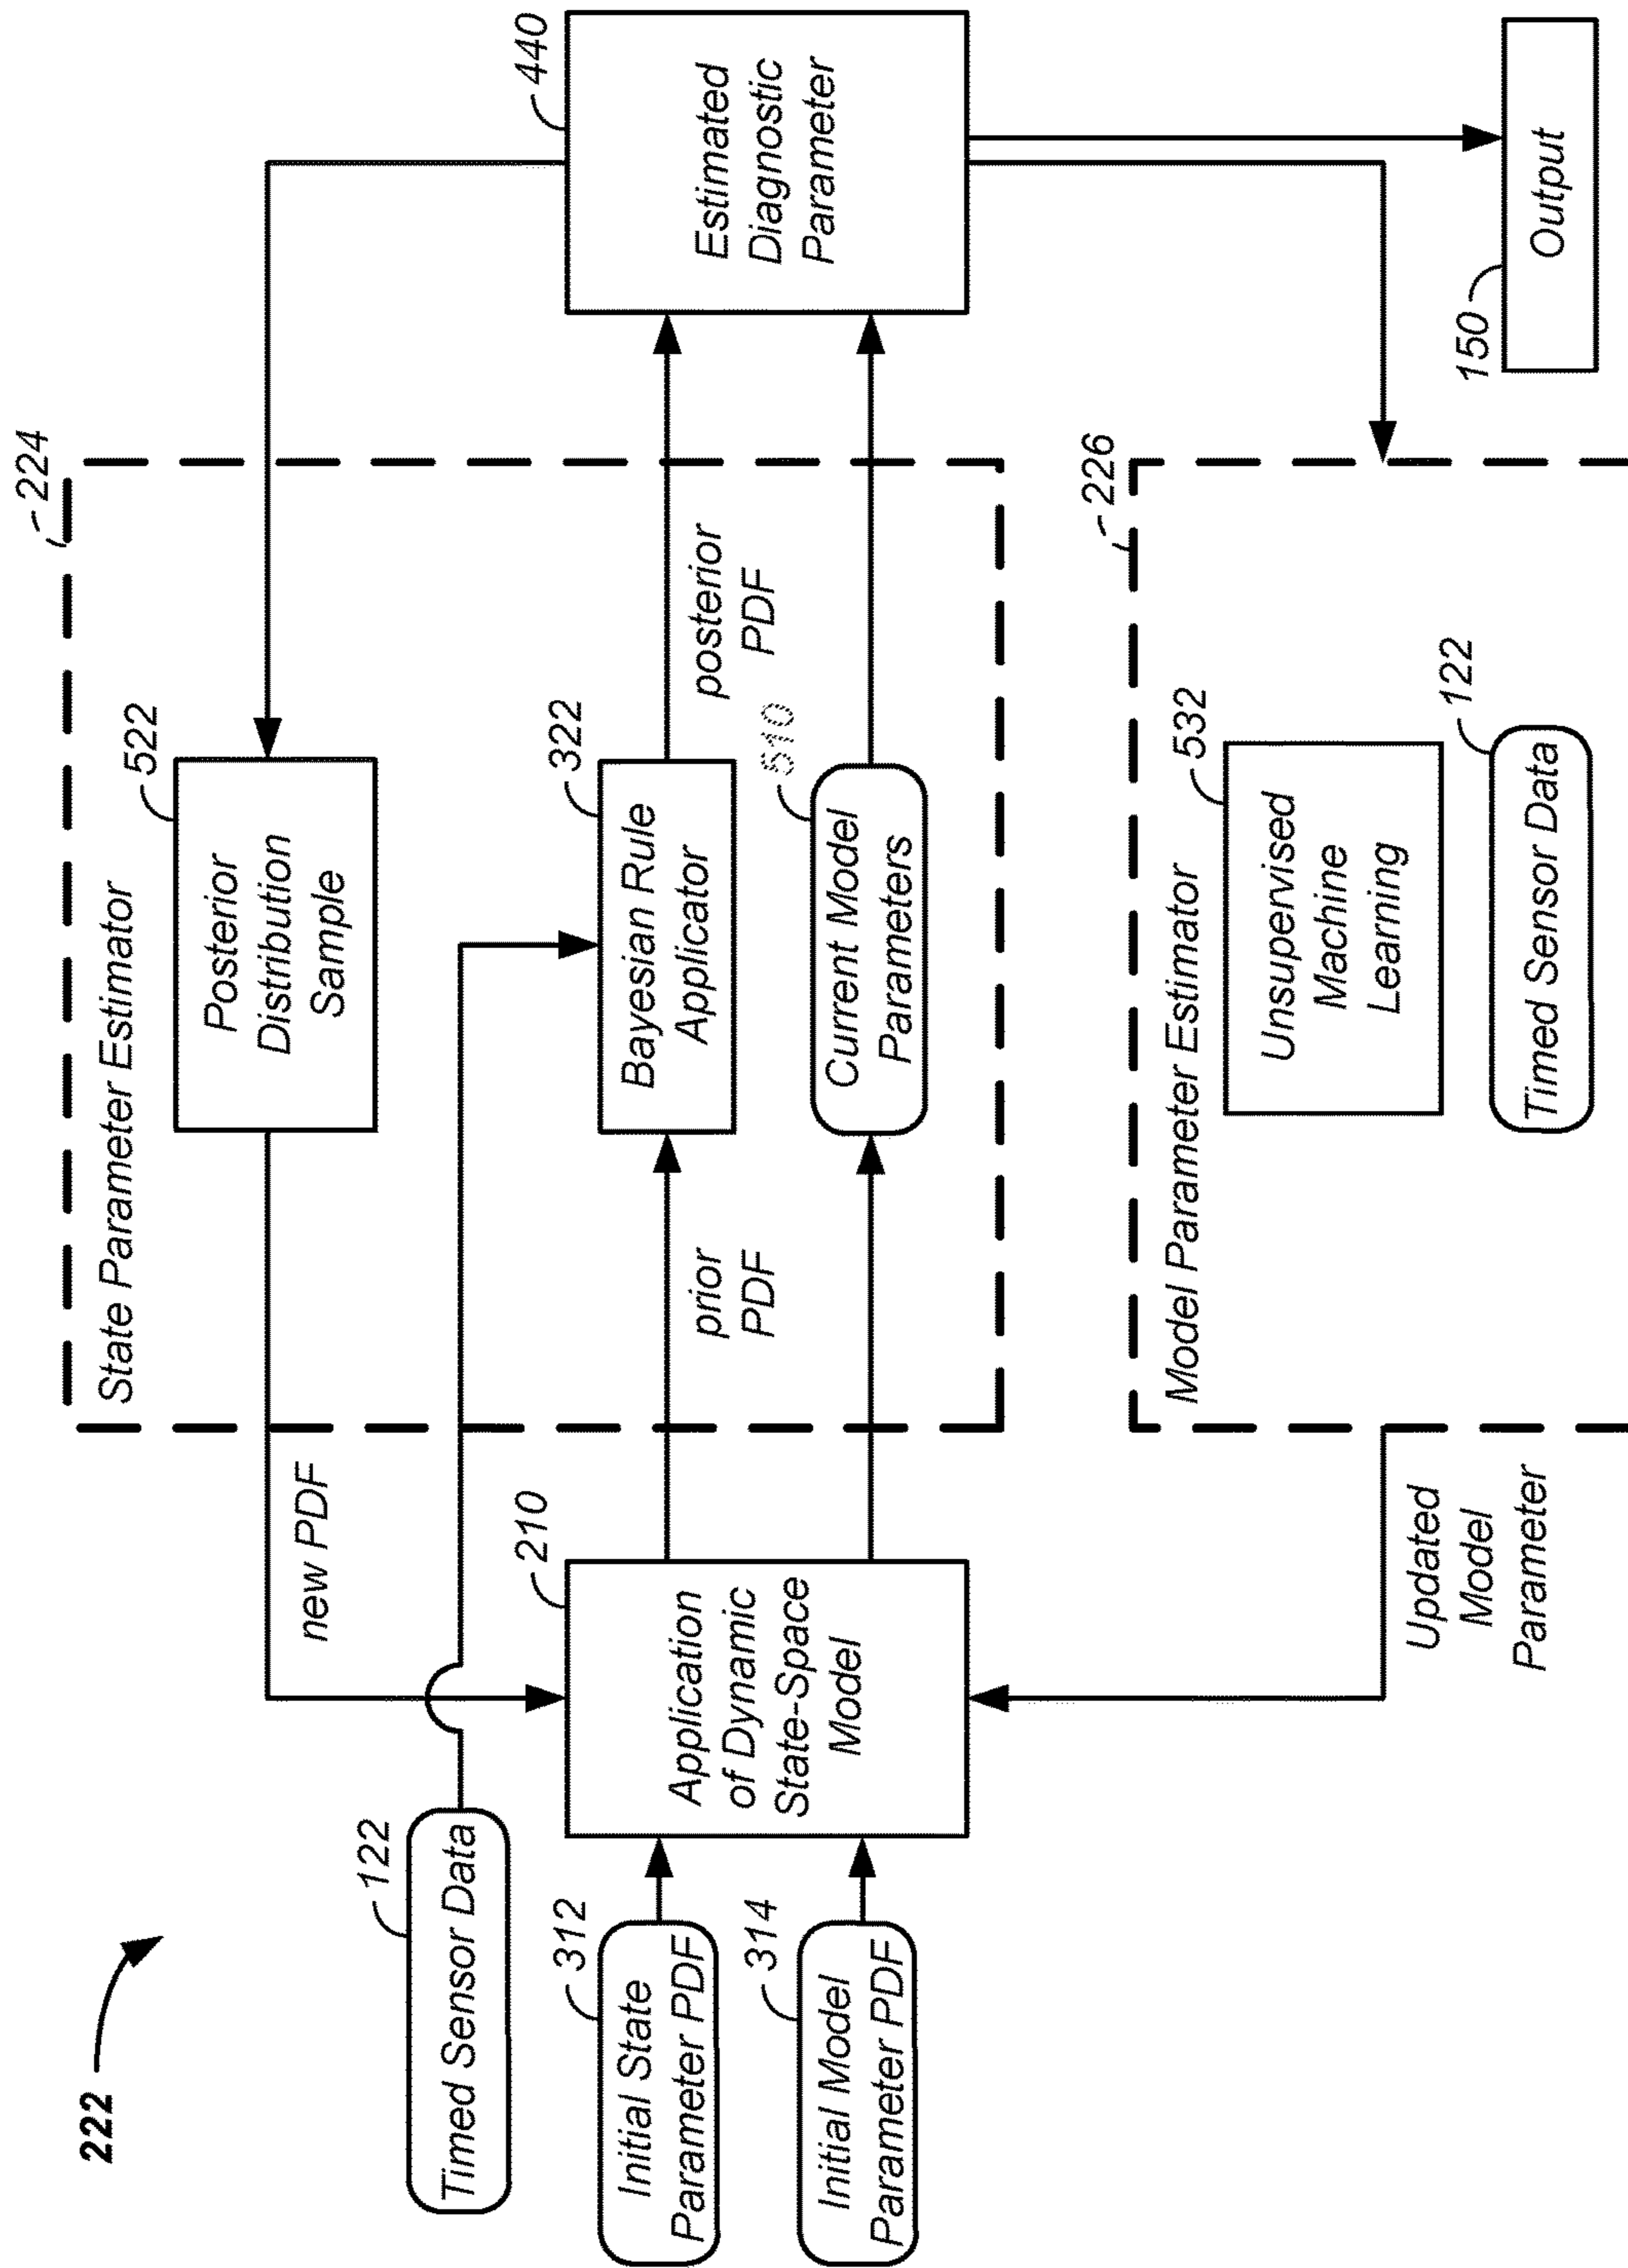 222
224
State Parameter Estimator
522
Posterior
Distribution
Sample
new PDF
122
Timed Sensor Data
312
Initial State
Parameter PDF
314
Initial Model
Parameter PDF
210
Application
of Dynamic
State-Space
Model
prior
PDF
322
Bayesian Rule
Applicator
posterior
PDF
510
Current Model
Parameters
440
Estimated
Diagnostic
Parameter
226
Model Parameter Estimator
532
Unsupervised
Machine
Learning
122
Timed Sensor Data
Updated
Model
Parameter
150
Output